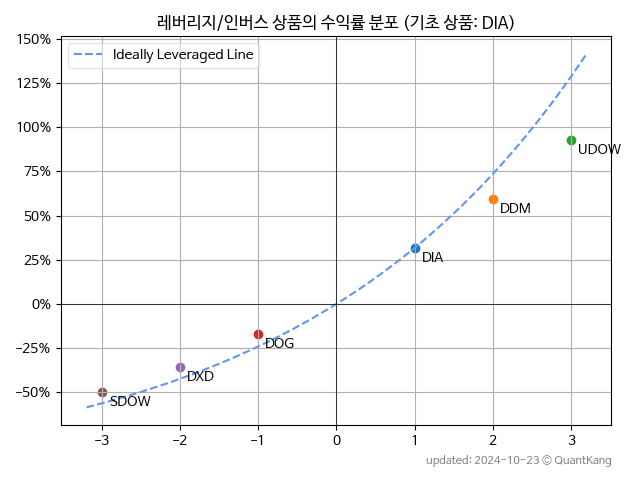 레버리지/인버스 상품의 수익률 분포 (기초 상품: DIA)
150%
Ideally Leveraged Line
125%
100%
UDOW
75%
DDM
50%
25%
DIA
0%
DOG
−25%
DXD
−50%
SDOW
−3 −2 −1 0 1 2 3
updated: 2024-10-23 © QuantKang